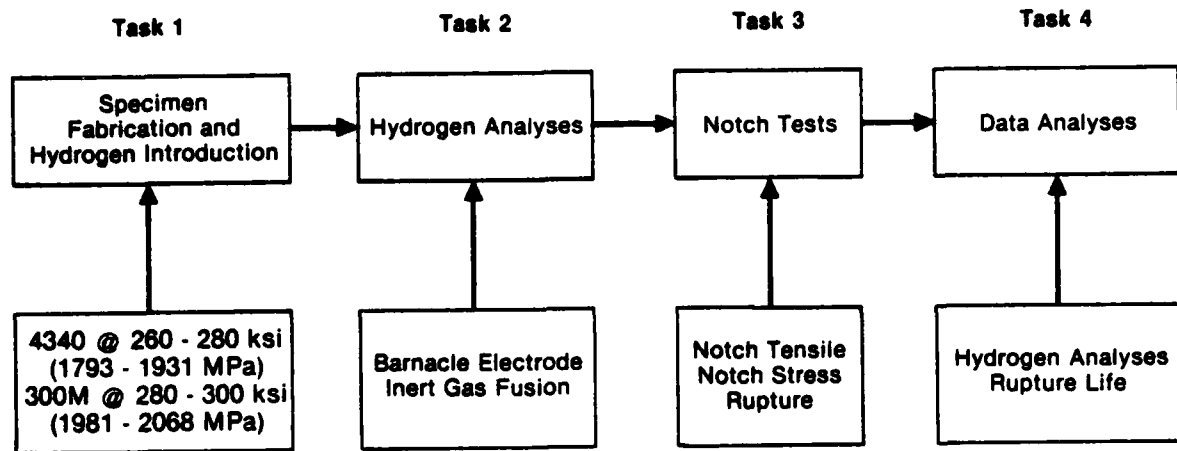 Task 1
Task 2
Task 3
Task 4
Specimen
Fabrication and
Hydrogen Introduction
Hydrogen Analyses
Notch Tests
Data Analyses
4340 @ 260 - 280 ksi
(1793 - 1931 MPa)
300M @ 280 - 300 ksi
(1981 - 2068 MPa)
Barnacle Electrode
Inert Gas Fusion
Notch Tensile
Notch Stress
Rupture
Hydrogen Analyses
Rupture Life